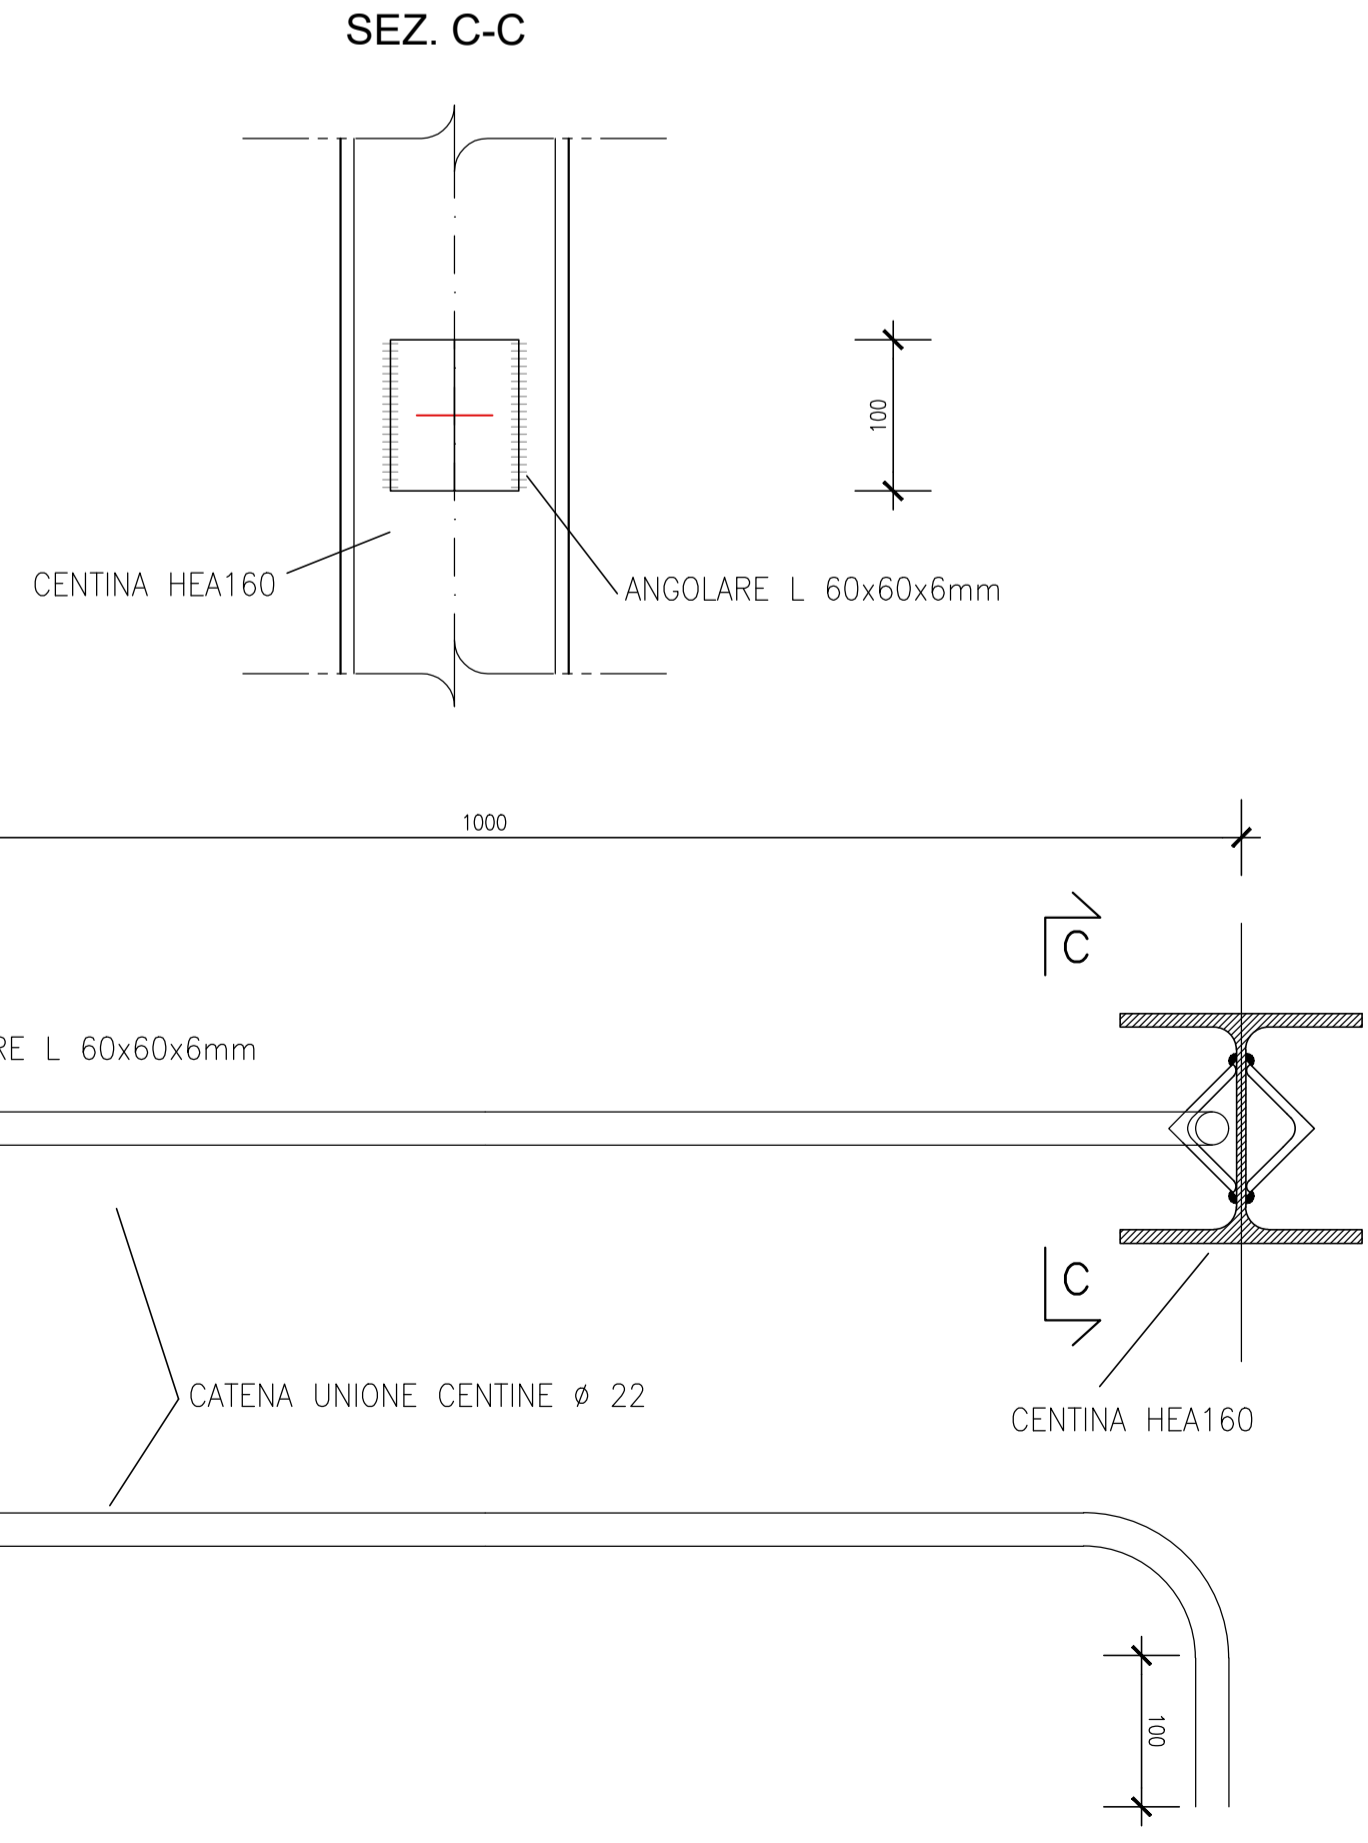 SEZ. C-C
100
CENTINA HEA160
ANGOLARE L 60x60x6mm
1000
C
RE L 60x60x6mm
C
CATENA UNIONE CENTINE ø 22
CENTINA HEA160
100